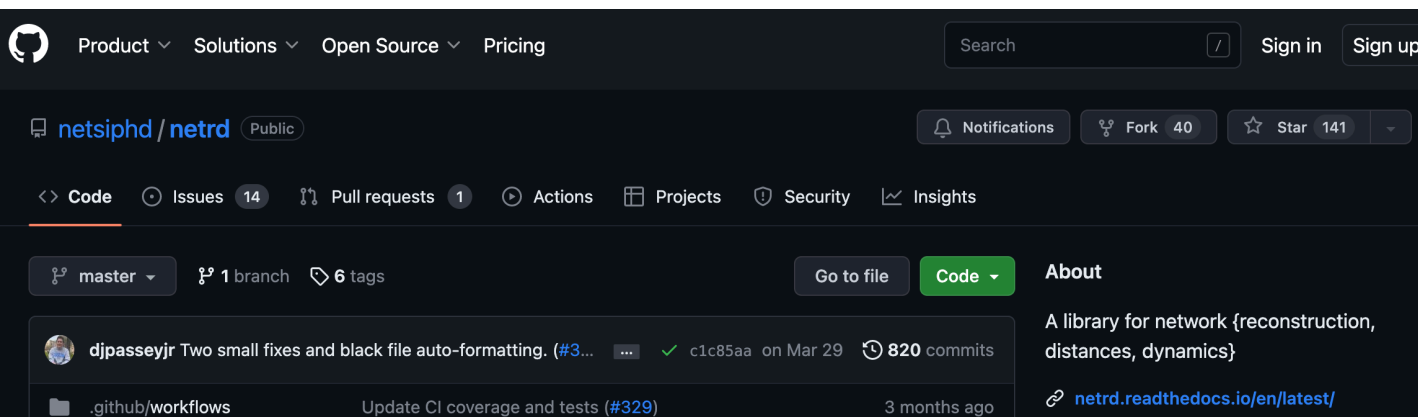 Product Solutions Open Source Pricing Search / Sign in Sign up
netsiphd / netrd Public Notifications Fork 40 Star 141
Code Issues 14 Pull requests 1 Actions Projects Security Insights
master 1 branch 6 tags Go to file Code
About
A library for network {reconstruction,
distances, dynamics}
netrd.readthedocs.io/en/latest/
djpasseyjr Two small fixes and black file auto-formatting. (#3... ... c1c85aa on Mar 29 820 commits
.github/workflows Update CI coverage and tests (#329) 3 months ago